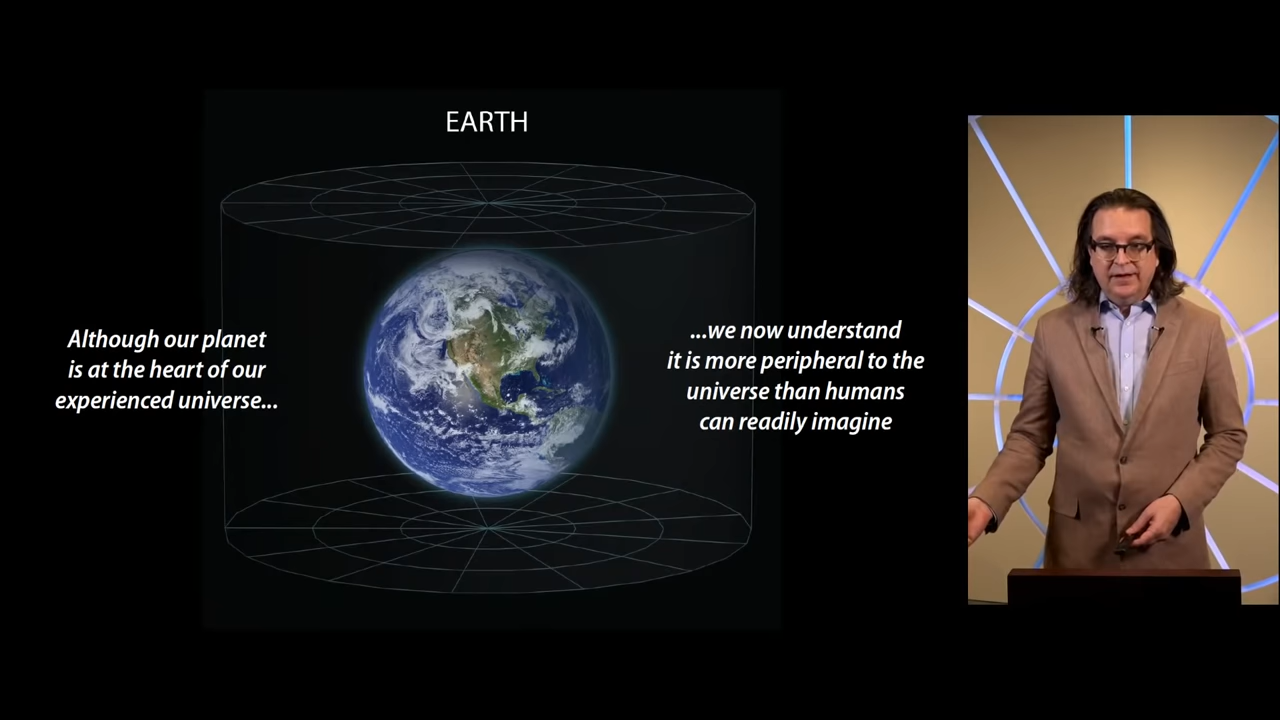 EARTH
Although our planet
is at the heart of our
experienced universe...
...we now understand
it is more peripheral to the
universe than humans
can readily imagine